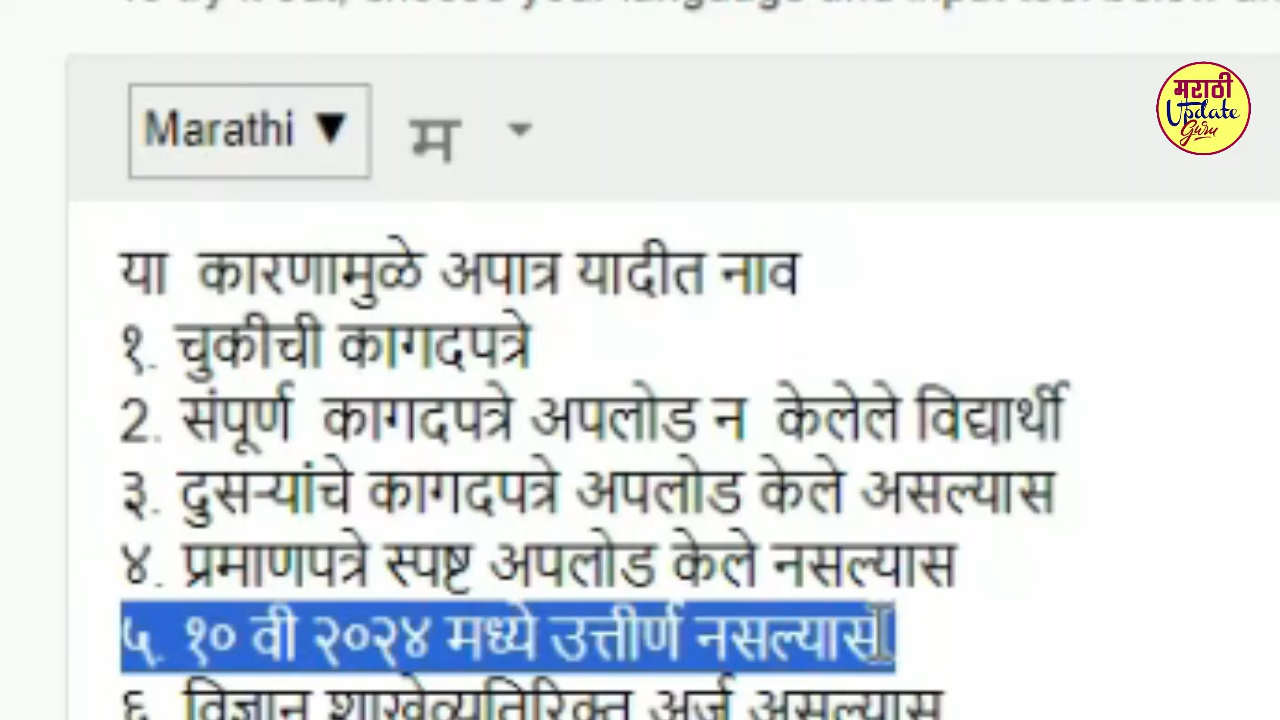 Marathi ▼ म
मराठी
Update
Guru
या कारणामुळे अपात्र यादीत नाव
१. चुकीची कागदपत्रे
2. संपूर्ण कागदपत्रे अपलोड न केलेले विद्यार्थी
३. दुसऱ्यांचे कागदपत्रे अपलोड केले असल्यास
४. प्रमाणपत्रे स्पष्ट अपलोड केले नसल्यास
५. १० वी २०२४ मध्ये उत्तीर्ण नसल्यास
६. विज्ञान शाखेव्यतिरिक्त अर्ज असल्यास